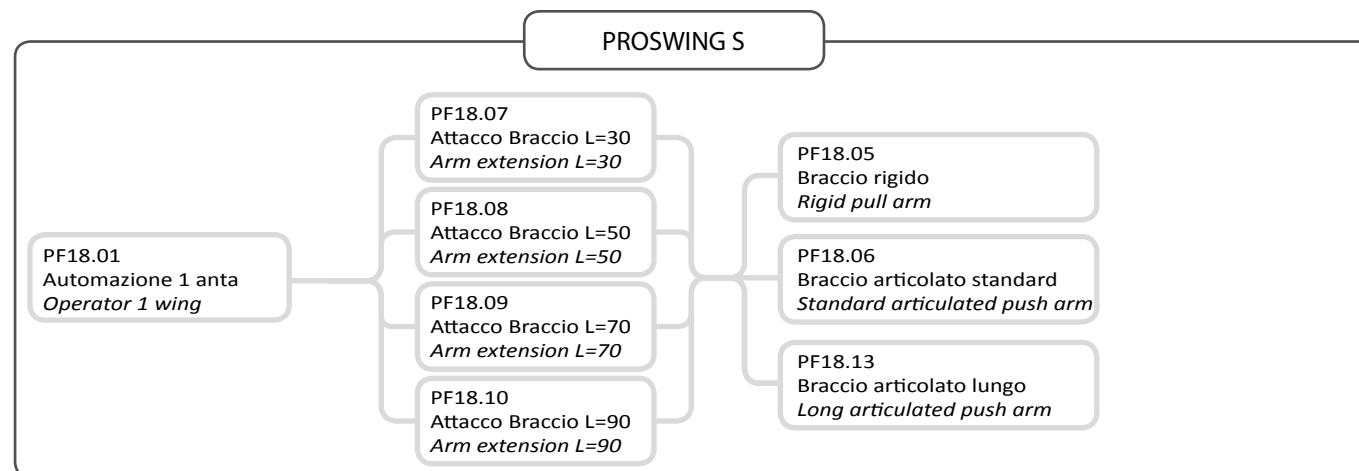 PROSWING S
PF18.01
Automazione 1 anta
Operator 1 wing
PF18.07
Attacco Braccio L=30
Arm extension L=30
PF18.08
Attacco Braccio L=50
Arm extension L=50
PF18.09
Attacco Braccio L=70
Arm extension L=70
PF18.10
Attacco Braccio L=90
Arm extension L=90
PF18.05
Braccio rigido
Rigid pull arm
PF18.06
Braccio articolato standard
Standard articulated push arm
PF18.13
Braccio articolato lungo
Long articulated push arm